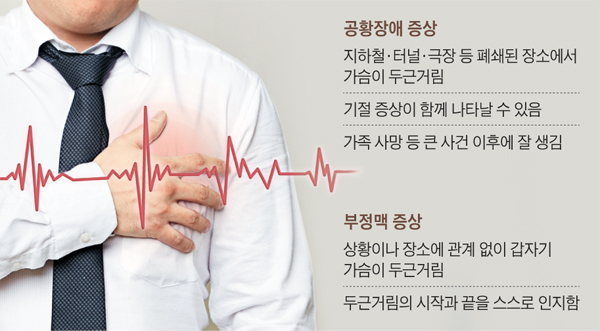 공황장애 증상
지하철·터널·극장 등 폐쇄된 장소에서
가슴이 두근거림
기절 증상이 함께 나타날 수 있음
가족 사망 등 큰 사건 이후에 잘 생김
부정맥 증상
상황이나 장소에 관계 없이 갑자기
가슴이 두근거림
두근거림의 시작과 끝을 스스로 인지함